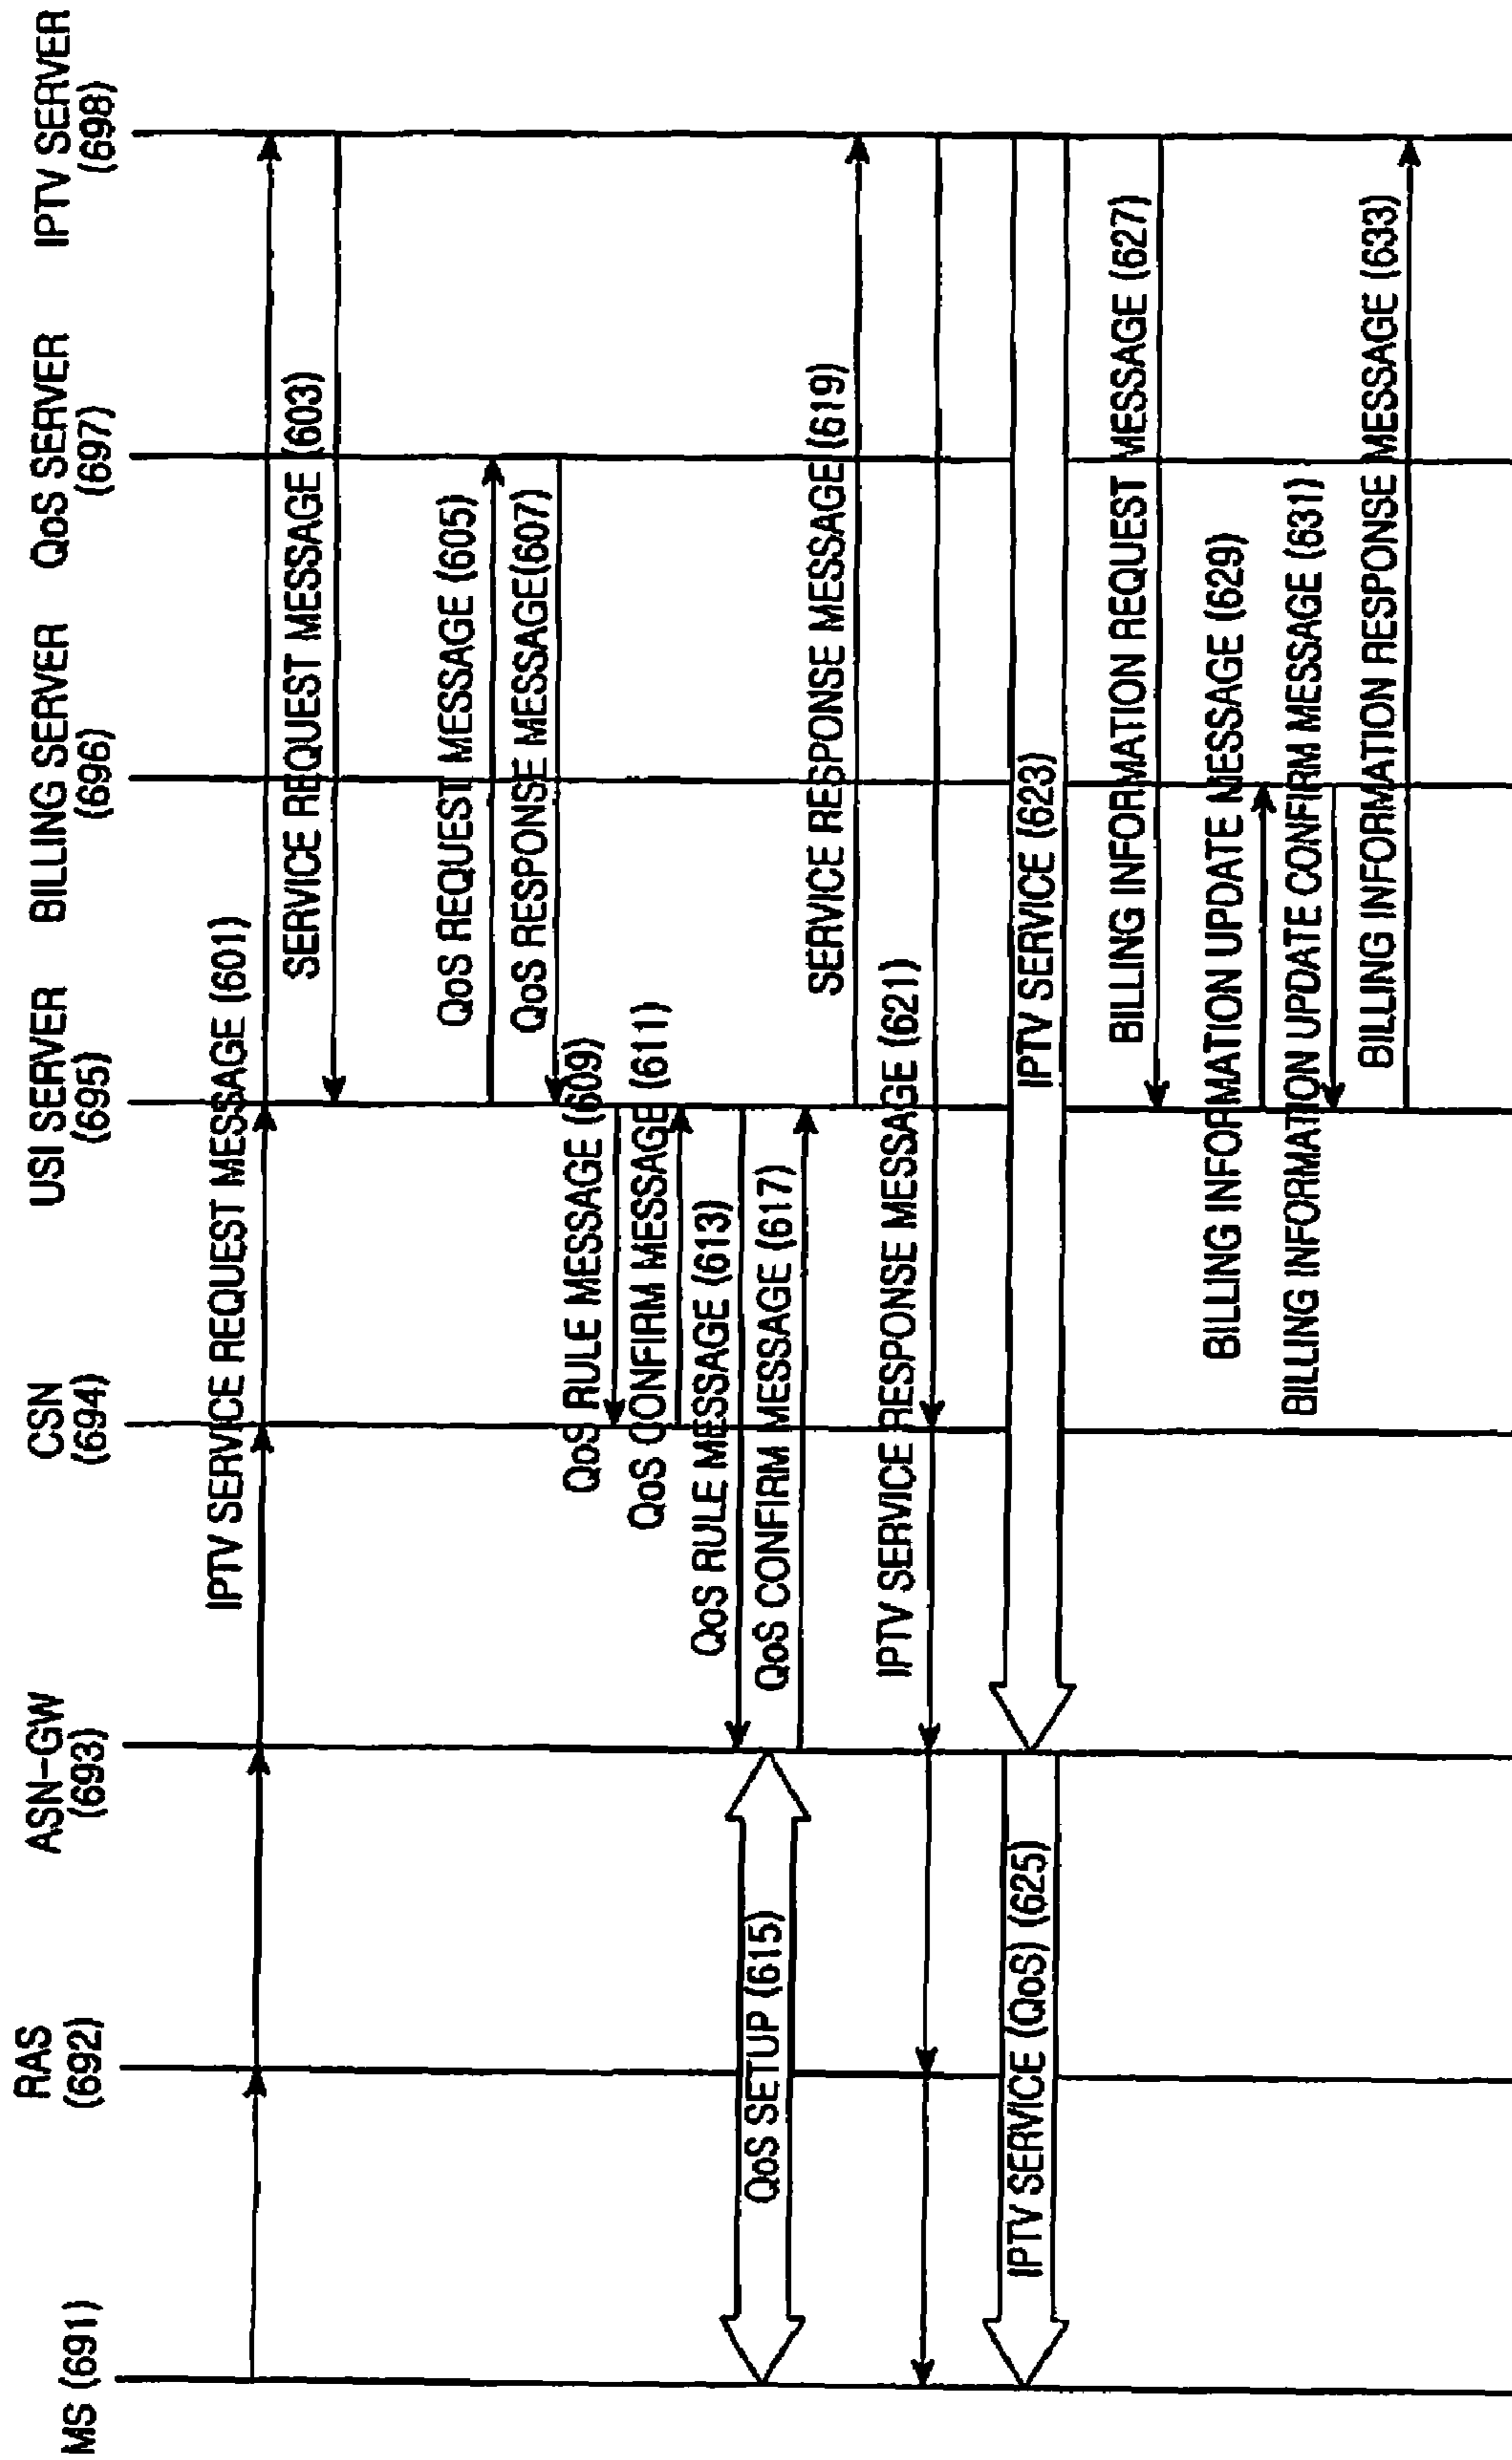 MS (691)
RAS
(692)
ASN-GW
(693)
CSN
(694)
USI SERVER
(695)
BILLING SERVER
(696)
QoS SERVER
(697)
IPTV SERVER
(698)
IPTV SERVICE REQUEST MESSAGE (601)
SERVICE REQUEST MESSAGE (603)
QoS REQUEST MESSAGE (605)
QoS RESPONSE MESSAGE(607)
QoS RULE MESSAGE (609)
QoS CONFIRM MESSAGE (611)
QoS RULE MESSAGE (613)
QoS SETUP (615)
QoS CONFIRM MESSAGE (617)
SERVICE RESPONSE MESSAGE(619)
IPTV SERVICE RESPONSE MESSAGE (621)
IPTV SERVICE (623)
IPTV SERVICE (QoS) (625)
BILLING INFORMATION REQUEST MESSAGE (627)
BILLING INFORMATION UPDATE MESSAGE (629)
BILLING INFORMATION UPDATE CONFIRM MESSAGE (631)
BILLING INFORMATION RESPONSE MESSAGE (633)